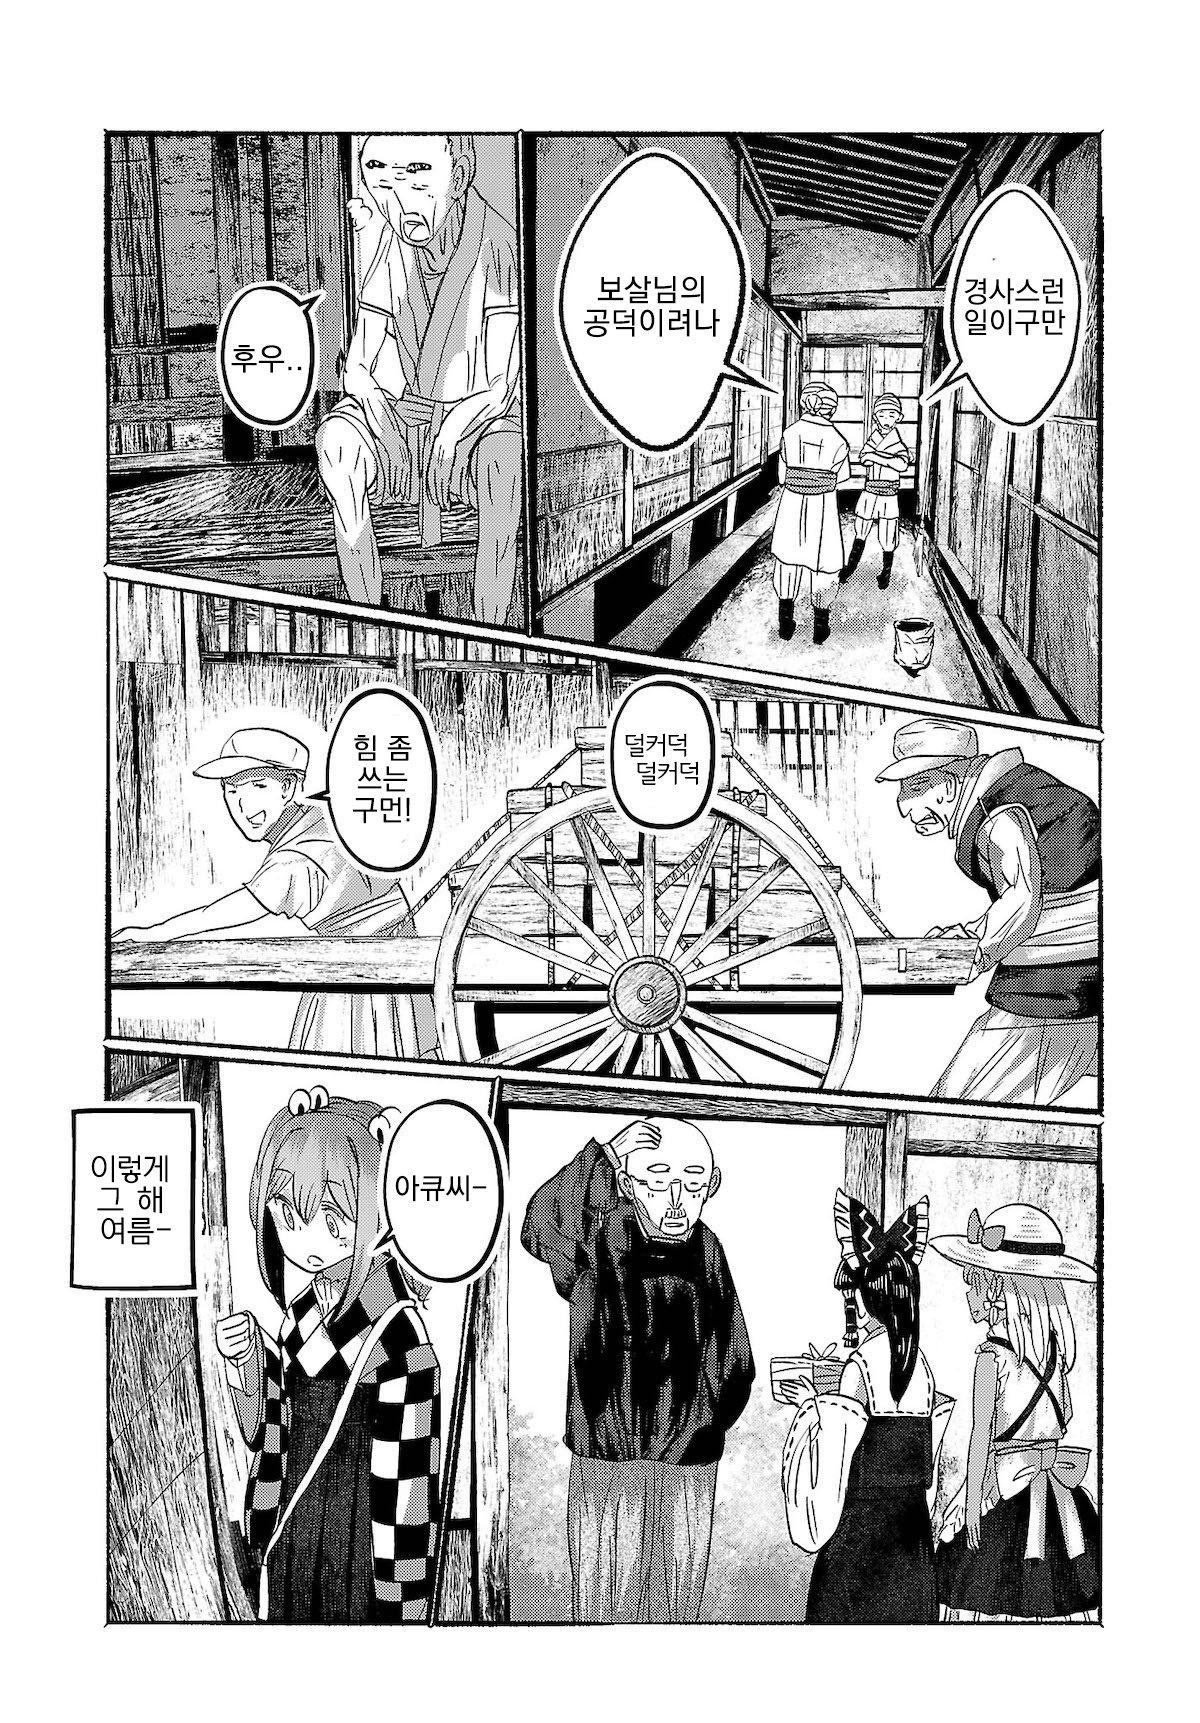 경사스런
일이구만
보살님의
공덕이려나
후우..
덜커덕
덜커덕
힘 좀
쓰는
구먼!
아큐씨-
이렇게
그 해
여름-